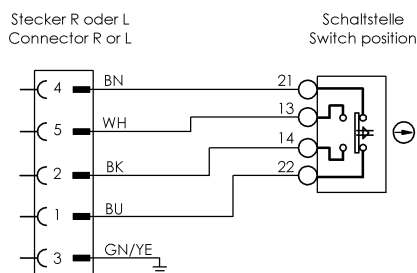 Stecker R oder L
Connector R or L
Schaltstelle
Switch position
4 BN 21
5 WH 13
2 BK 14
1 BU 22
3 GN/YE